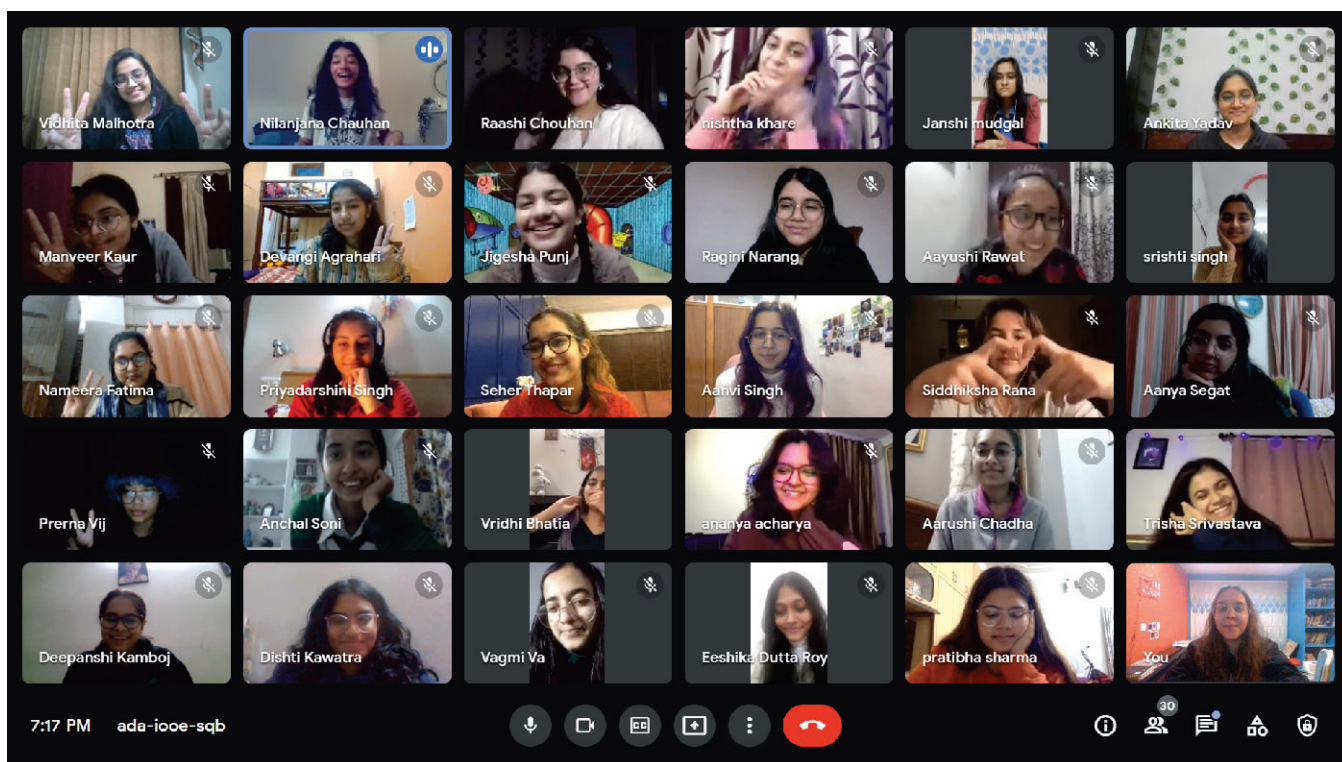 Vidhita Malhotra
Nilanjana Chauhan
Raashi Chouhan
nishtha khare
Janshi mudgal
Ankita Yadav
Manveer Kaur
Devangi Agrahari
Jigesha Punj
Ragini Narang
Aayushi Rawat
srishti singh
Nameera Fatima
Priyadarshini Singh
Seher Thapar
Aanvi Singh
Siddhiksha Rana
Aanya Segat
Prerna Vij
Anchal Soni
Vridhi Bhatia
ananya acharya
Aarushi Chadha
Trisha Srivastava
Deepanshi Kamboj
Dishti Kawatra
Vagmi Va
Eeshika Dutta Roy
pratibha sharma
You
7:17 PM ada-iooe-sqb
CC
30